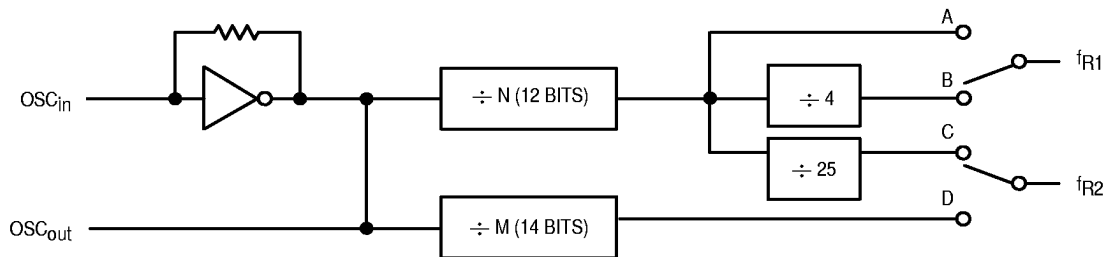 A
fR1
OSCin
÷ N (12 BITS)
÷ 4
B
C
÷ 25
fR2
D
OSCout
÷ M (14 BITS)